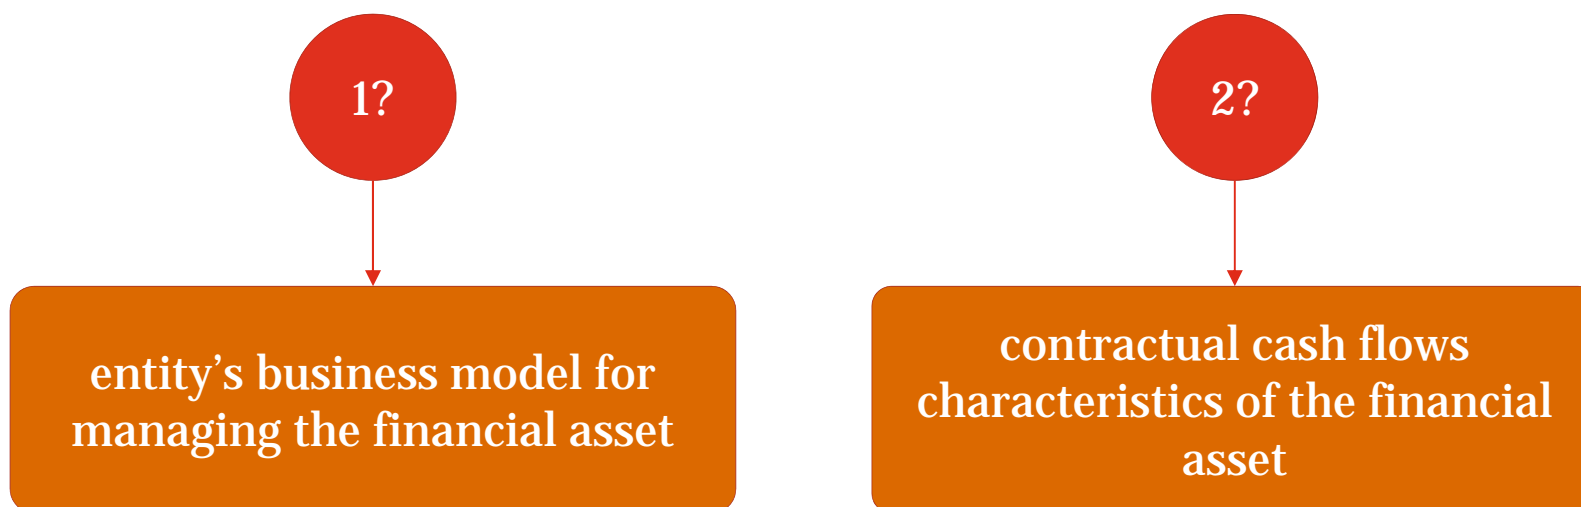 1?
2?
entity’s business model for
managing the financial asset
contractual cash flows
characteristics of the financial
asset